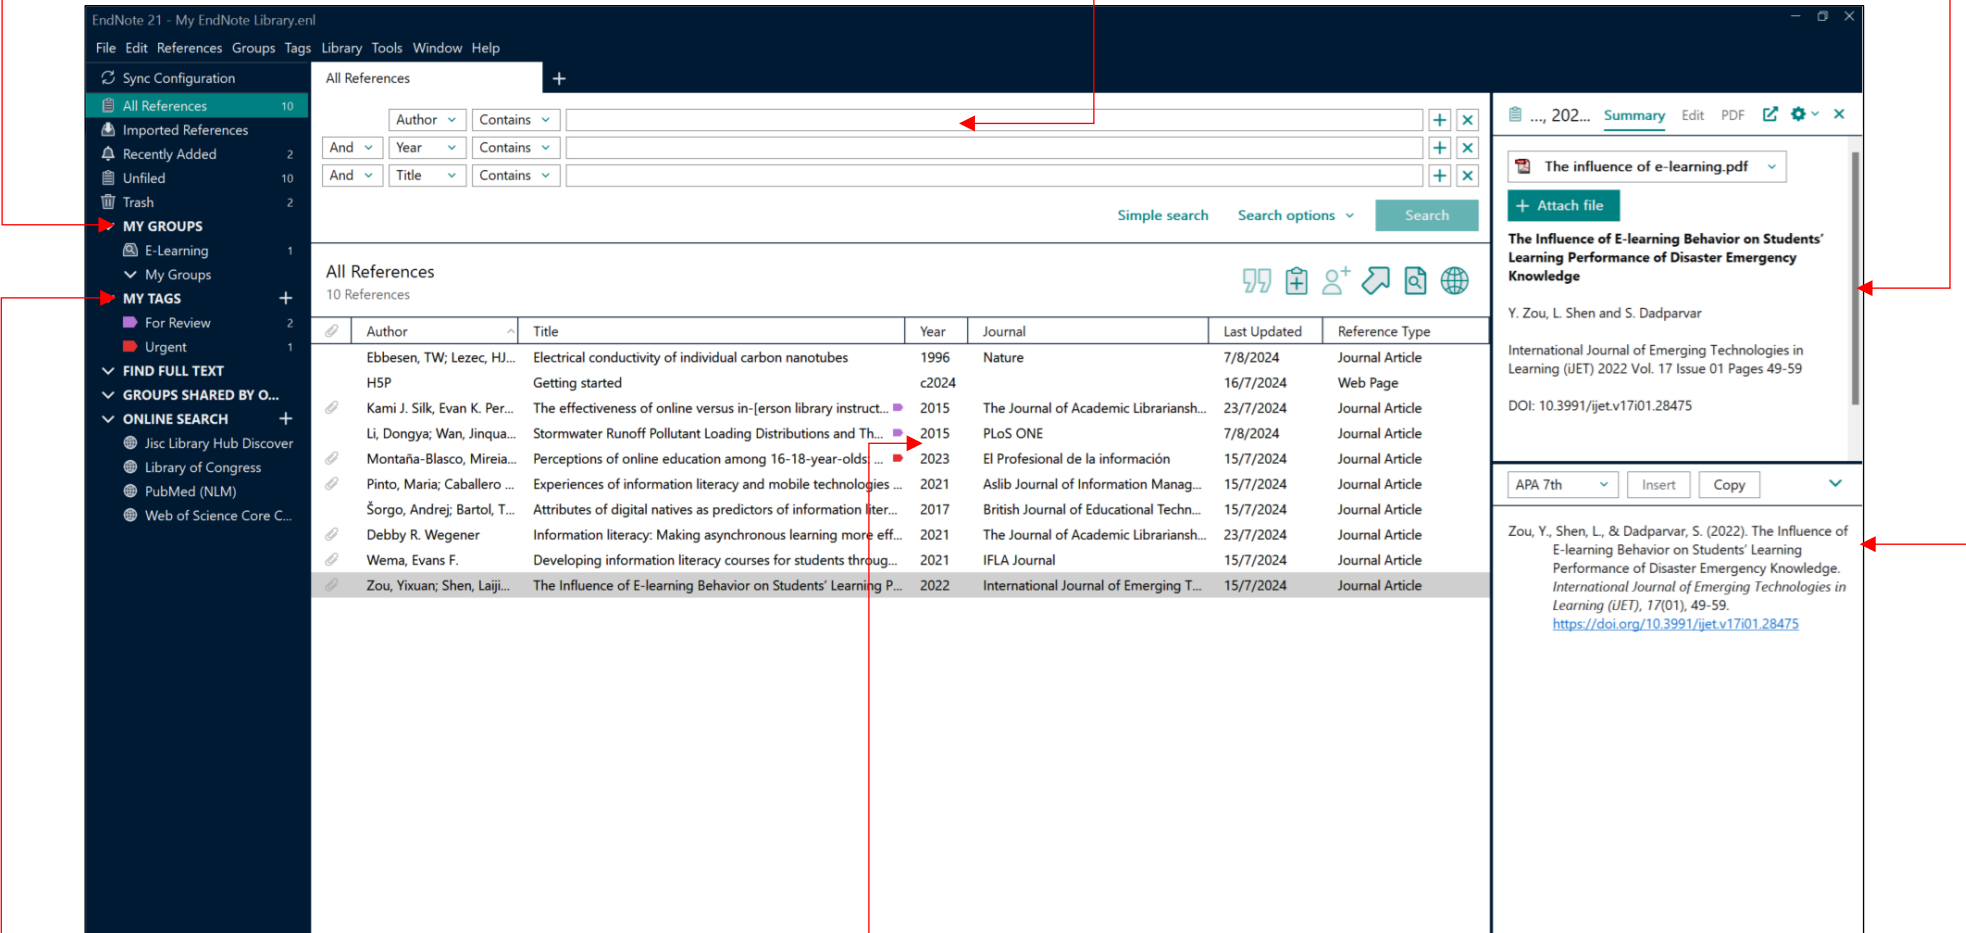 EndNote 21 - My EndNote Library.enl
File Edit References Groups Tags Library Tools Window Help
Sync Configuration
All References 10
Imported References
Recently Added 2
Unfiled 10
Trash 2
MY GROUPS
E-Learning 1
My Groups
MY TAGS +
For Review 2
Urgent 1
FIND FULL TEXT
GROUPS SHARED BY O...
ONLINE SEARCH +
Jisc Library Hub Discover
Library of Congress
PubMed (NLM)
Web of Science Core C...
All References +
Author Contains + ×
And Year Contains + ×
And Title Contains + ×
Simple search Search options Search
All References
10 References
Author Title Year Journal Last Updated Reference Type
Ebbesen, TW; Lezec, HJ... Electrical conductivity of individual carbon nanotubes 1996 Nature 7/8/2024 Journal Article
H5P Getting started c2024 16/7/2024 Web Page
Kami J. Silk, Evan K. Per... The effectiveness of online versus in-[erson library instruct... 2015 The Journal of Academic Librariansh... 23/7/2024 Journal Article
Li, Dongya; Wan, Jinqua... Stormwater Runoff Pollutant Loading Distributions and Th... 2015 PLoS ONE 7/8/2024 Journal Article
Montaña-Blasco, Mireia... Perceptions of online education among 16-18-year-olds: ... 2023 El Profesional de la información 15/7/2024 Journal Article
Pinto, Maria; Caballero ... Experiences of information literacy and mobile technologies ... 2021 Aslib Journal of Information Manag... 15/7/2024 Journal Article
Šorgo, Andrej; Bartol, T... Attributes of digital natives as predictors of information liter... 2017 British Journal of Educational Techn... 15/7/2024 Journal Article
Debby R. Wegener Information literacy: Making asynchronous learning more eff... 2021 The Journal of Academic Librariansh... 23/7/2024 Journal Article
Wema, Evans F. Developing information literacy courses for students throug... 2021 IFLA Journal 15/7/2024 Journal Article
Zou, Yixuan; Shen, Laiji... The Influence of E-learning Behavior on Students' Learning P... 2022 International Journal of Emerging T... 15/7/2024 Journal Article
..., 202... Summary Edit PDF
The influence of e-learning.pdf
+ Attach file
The Influence of E-learning Behavior on Students'
Learning Performance of Disaster Emergency
Knowledge
Y. Zou, L. Shen and S. Dadparvar
International Journal of Emerging Technologies in
Learning (iJET) 2022 Vol. 17 Issue 01 Pages 49-59
DOI: 10.3991/ijet.v17i01.28475
APA 7th Insert Copy
Zou, Y., Shen, L., & Dadparvar, S. (2022). The Influence of
E-learning Behavior on Students' Learning
Performance of Disaster Emergency Knowledge.
International Journal of Emerging Technologies in
Learning (iJET), 17(01), 49-59.
https://doi.org/10.3991/ijet.v17i01.28475